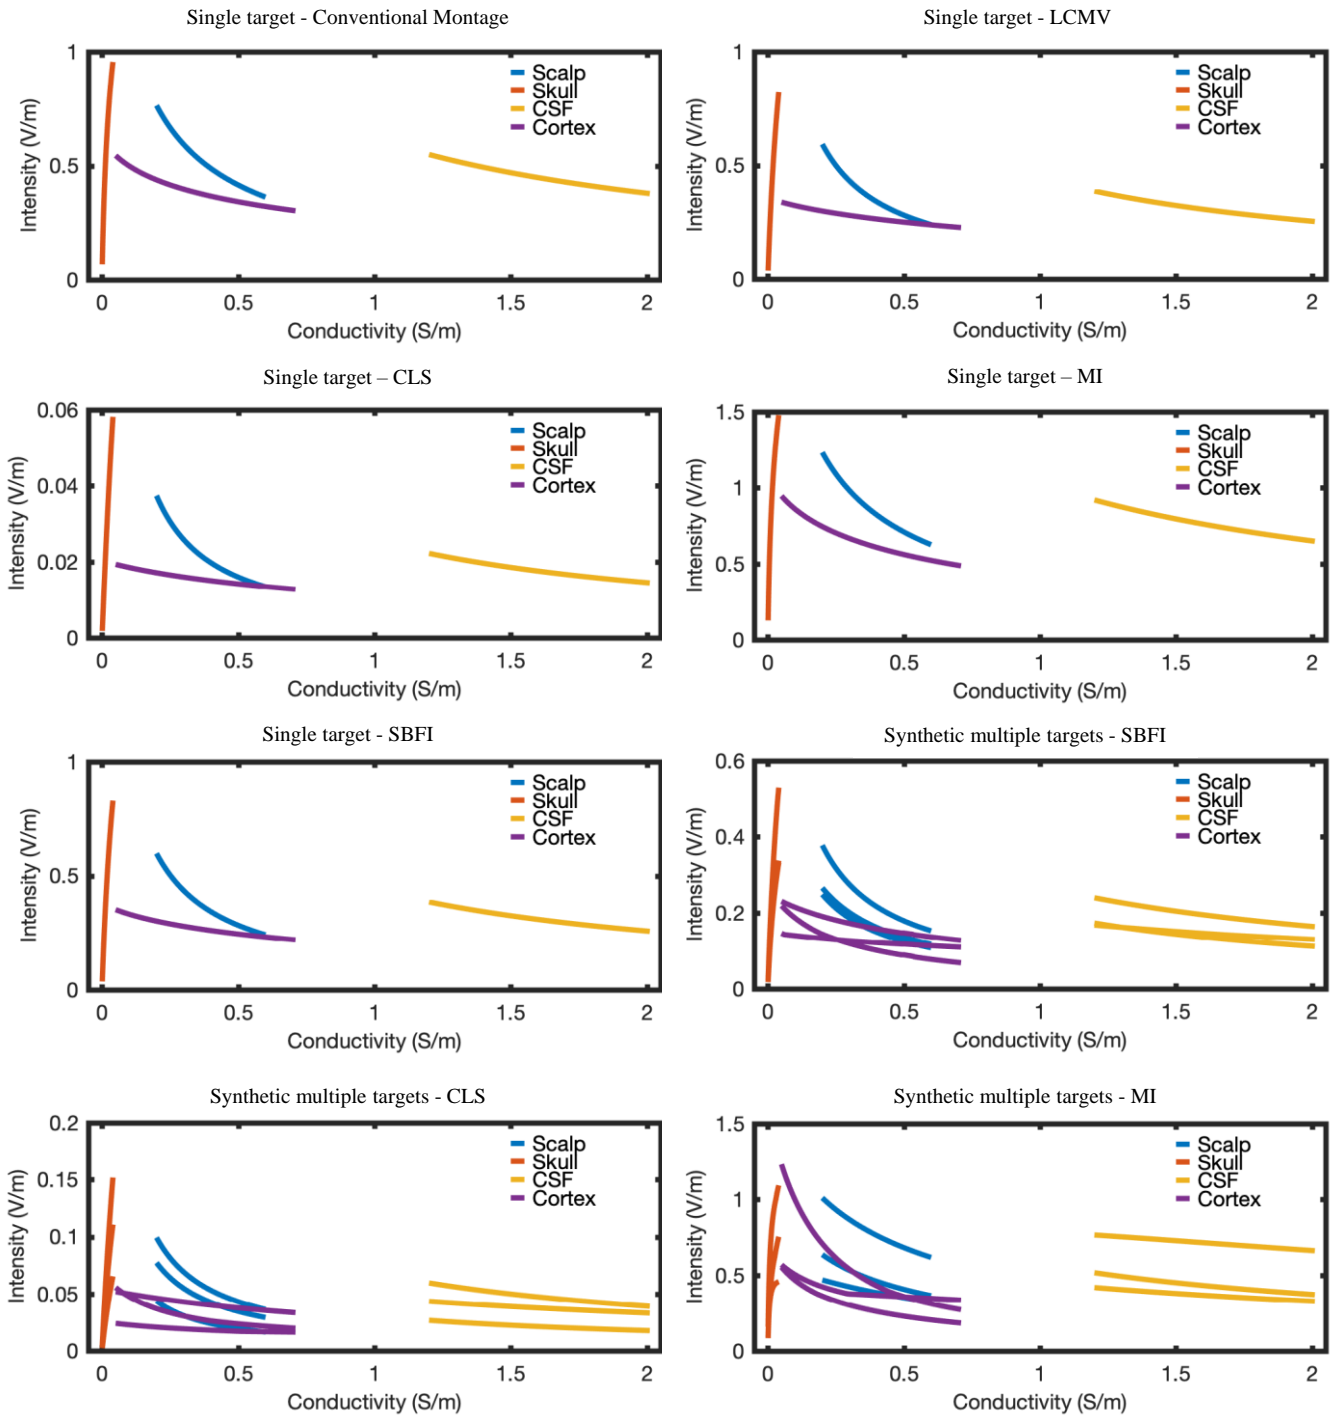 Single target - Conventional Montage
1
0.5
0
Intensity (V/m)
Scalp
Skull
CSF
Cortex
0 0.5 1 1.5 2
Conductivity (S/m)
Single target - LCMV
1
0.5
0
Intensity (V/m)
Scalp
Skull
CSF
Cortex
0 0.5 1 1.5 2
Conductivity (S/m)
Single target – CLS
0.06
0.04
0.02
0
Intensity (V/m)
Scalp
Skull
CSF
Cortex
0 0.5 1 1.5 2
Conductivity (S/m)
Single target – MI
1.5
1
0.5
0
Intensity (V/m)
Scalp
Skull
CSF
Cortex
0 0.5 1 1.5 2
Conductivity (S/m)
Single target - SBFI
1
0.5
0
Intensity (V/m)
Scalp
Skull
CSF
Cortex
0 0.5 1 1.5 2
Conductivity (S/m)
Synthetic multiple targets - SBFI
0.6
0.4
0.2
0
Intensity (V/m)
Scalp
Skull
CSF
Cortex
0 0.5 1 1.5 2
Conductivity (S/m)
Synthetic multiple targets - CLS
0.2
0.15
0.1
0.05
0
Intensity (V/m)
Scalp
Skull
CSF
Cortex
0 0.5 1 1.5 2
Conductivity (S/m)
Synthetic multiple targets - MI
1.5
1
0.5
0
Intensity (V/m)
Scalp
Skull
CSF
Cortex
0 0.5 1 1.5 2
Conductivity (S/m)